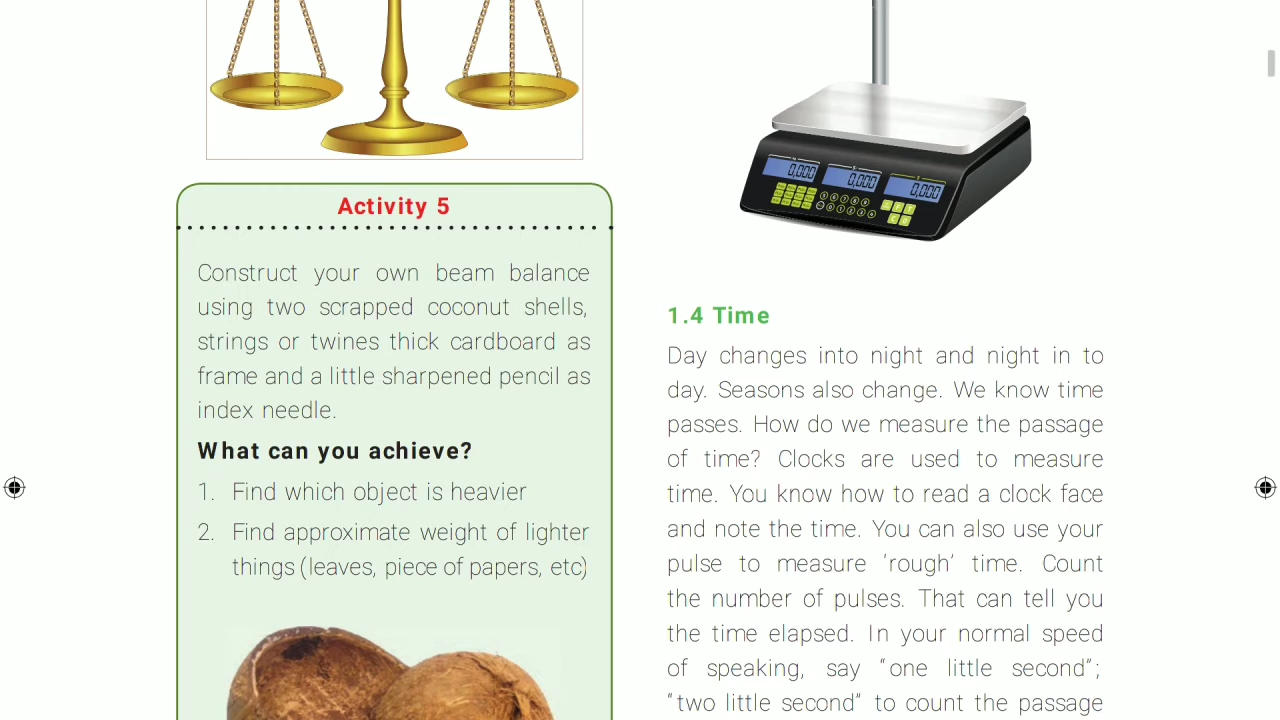 Activity 5
Construct your own beam balance
using two scrapped coconut shells,
strings or twines thick cardboard as
frame and a little sharpened pencil as
index needle.
What can you achieve?
1. Find which object is heavier
2. Find approximate weight of lighter
things (leaves, piece of papers, etc)
0,000
0,000
0,000
1.4 Time
Day changes into night and night in to
day. Seasons also change. We know time
passes. How do we measure the passage
of time? Clocks are used to measure
time. You know how to read a clock face
and note the time. You can also use your
pulse to measure ‘rough’ time. Count
the number of pulses. That can tell you
the time elapsed. In your normal speed
of speaking, say “one little second”;
“two little second” to count the passage